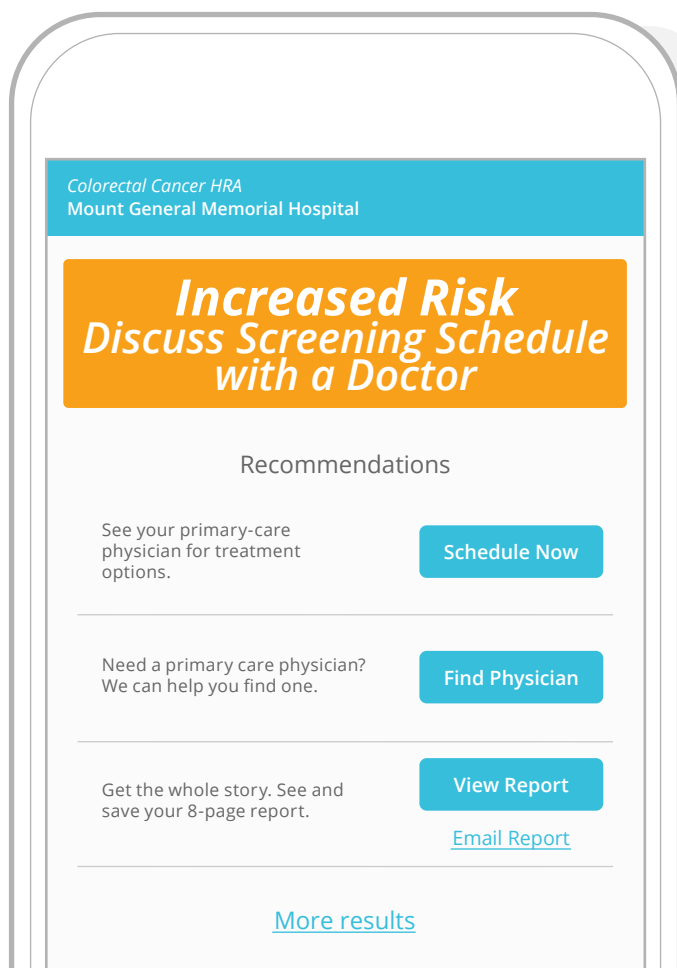 Colorectal Cancer HRA
Mount General Memorial Hospital
Increased Risk
Discuss Screening Schedule
with a Doctor
Recommendations
See your primary-care
physician for treatment
options.
Schedule Now
Need a primary care physician?
We can help you find one.
Find Physician
Get the whole story. See and
save your 8-page report.
View Report
Email Report
More results